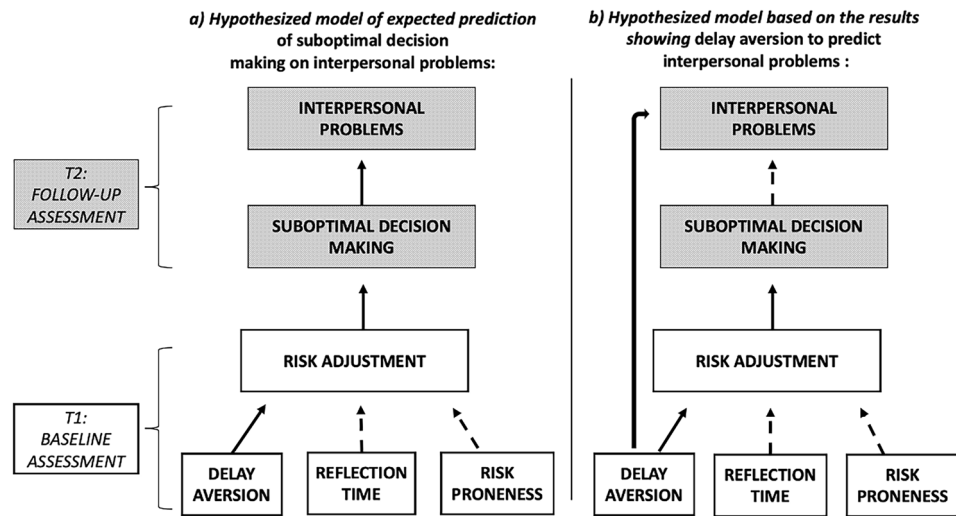 a) Hypothesized model of expected prediction
of suboptimal decision
making on interpersonal problems:
INTERPERSONAL
PROBLEMS
T2:
FOLLOW-UP
ASSESSMENT
SUBOPTIMAL DECISION
MAKING
RISK ADJUSTMENT
T1:
BASELINE
ASSESSMENT
DELAY
AVERSION
REFLECTION
TIME
RISK
PRONENESS
b) Hypothesized model based on the results
showing delay aversion to predict
interpersonal problems :
INTERPERSONAL
PROBLEMS
SUBOPTIMAL DECISION
MAKING
RISK ADJUSTMENT
DELAY
AVERSION
REFLECTION
TIME
RISK
PRONENESS